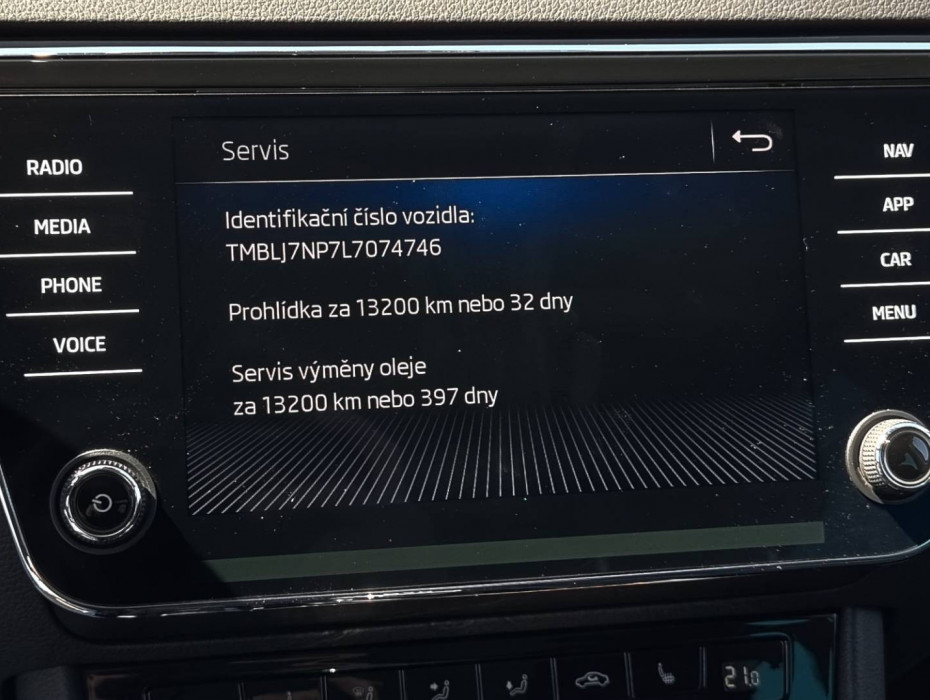 Servis
RADIO
MEDIA
PHONE
VOICE
Identifikační číslo vozidla:
TMBLJ7NP7L7074746
Prohlídka za 13200 km nebo 32 dny
Servis výměny oleje
za 13200 km nebo 397 dny
NAV
APP
CAR
MENU
21.0